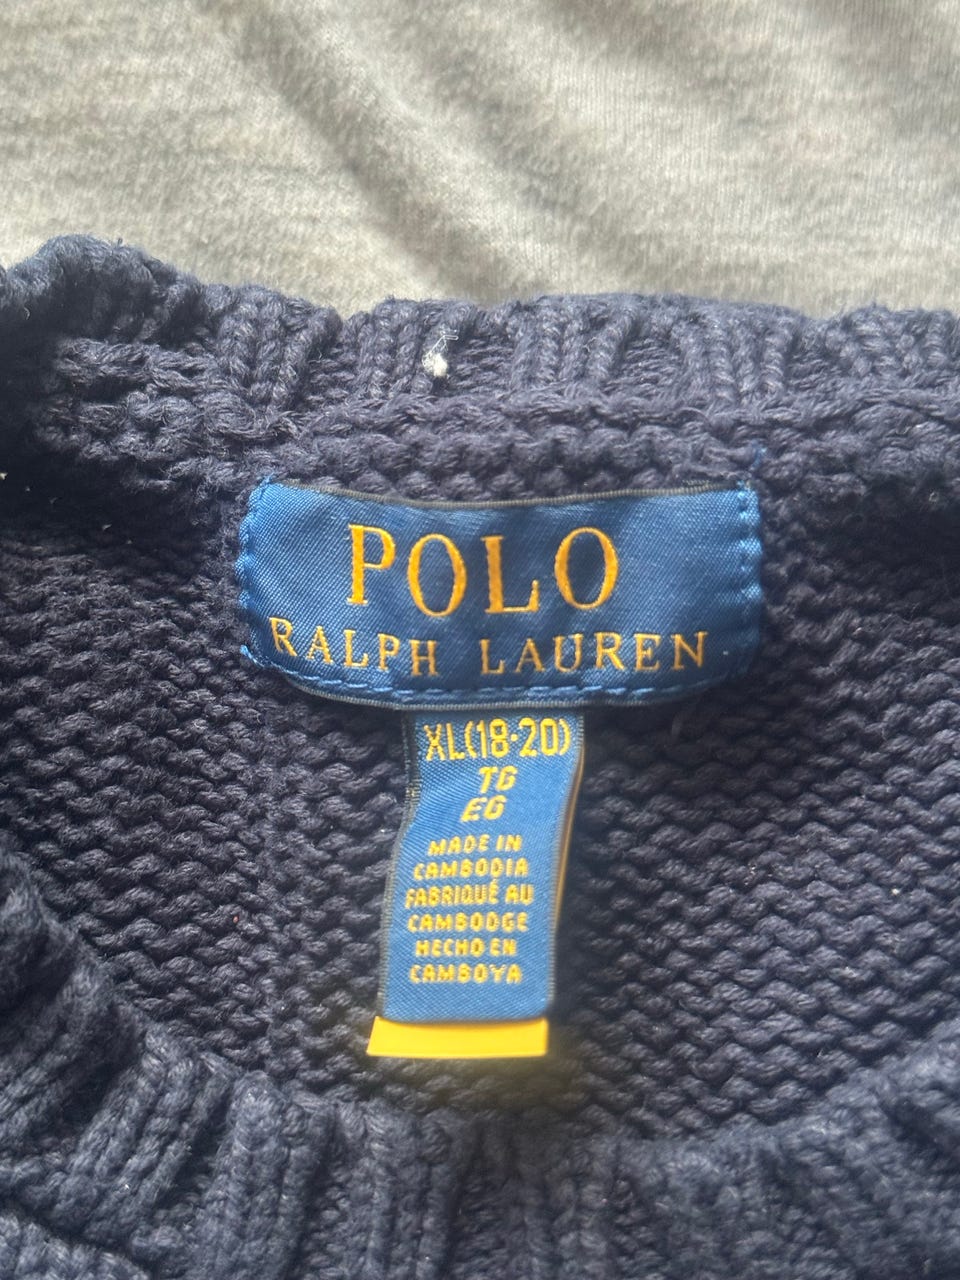 POLO
RALPH LAUREN
XL(18-20)
TG
EG
MADE IN
CAMBODIA
FABRIQUÉ AU
CAMBODGE
HECHO EN
CAMBOYA